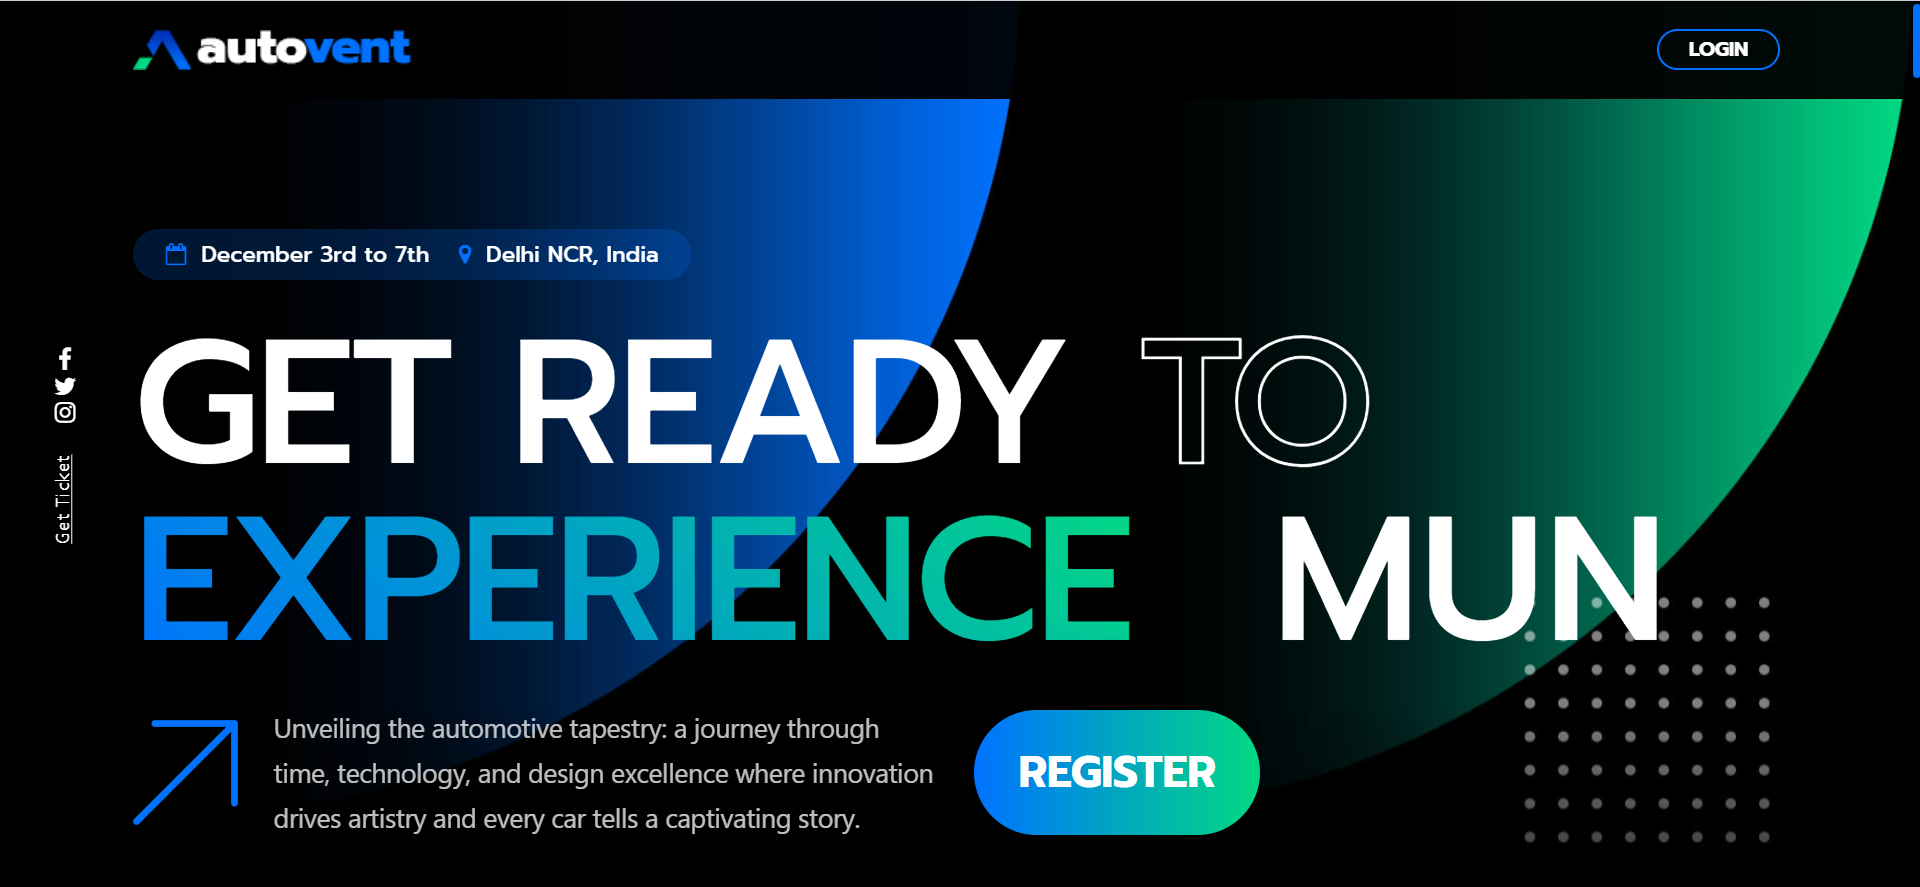 autovent
LOGIN
December 3rd to 7th Delhi NCR, India
GET READY TO
EXPERIENCE MUN
Get Ticket
Unveiling the automotive tapestry: a journey through
time, technology, and design excellence where innovation
drives artistry and every car tells a captivating story.
REGISTER